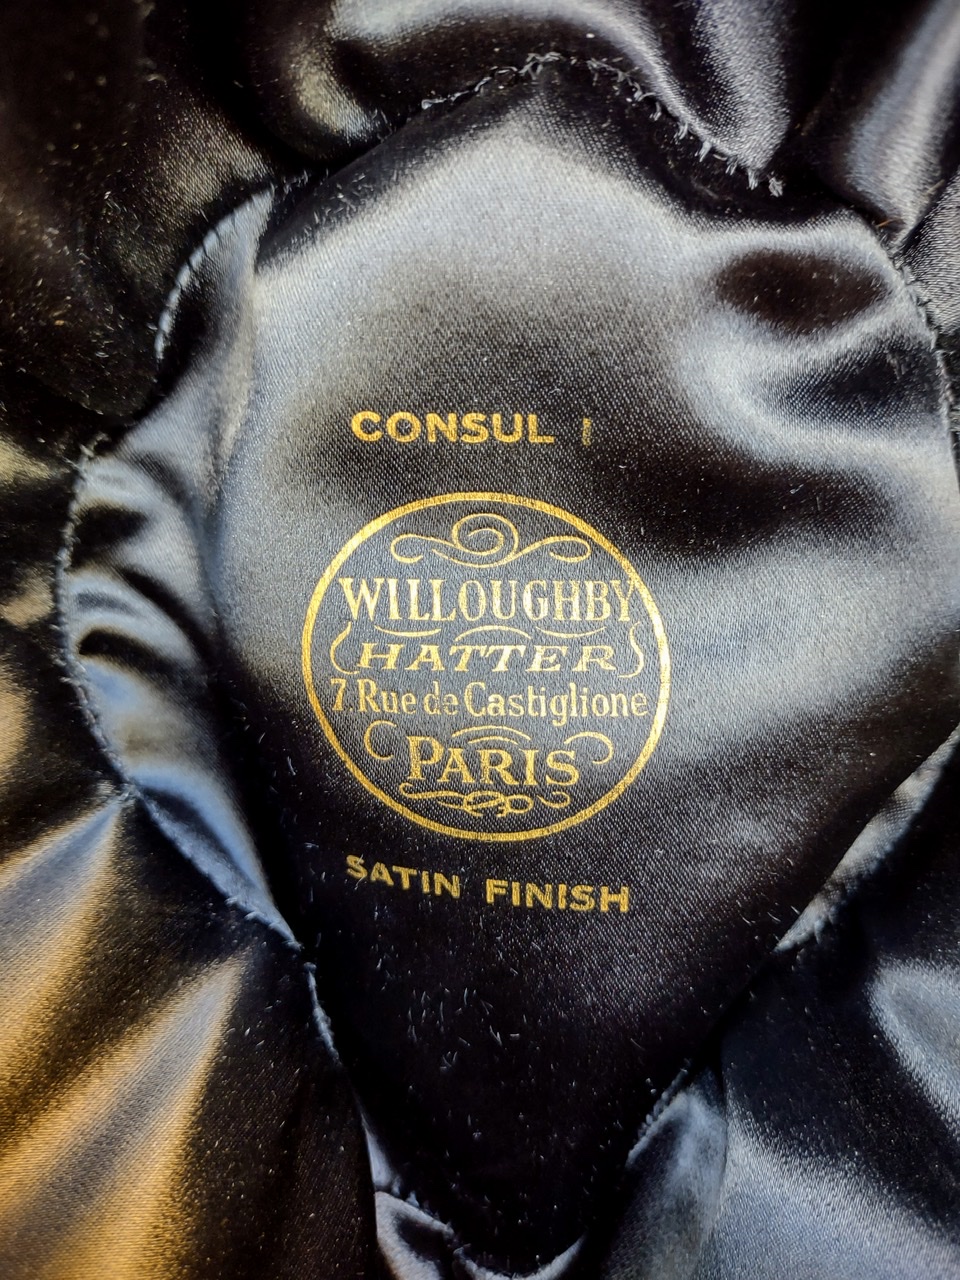 CONSUL
WILLOUGHBY
HATTER
7 Rue de Castiglione
PARIS
SATIN FINISH